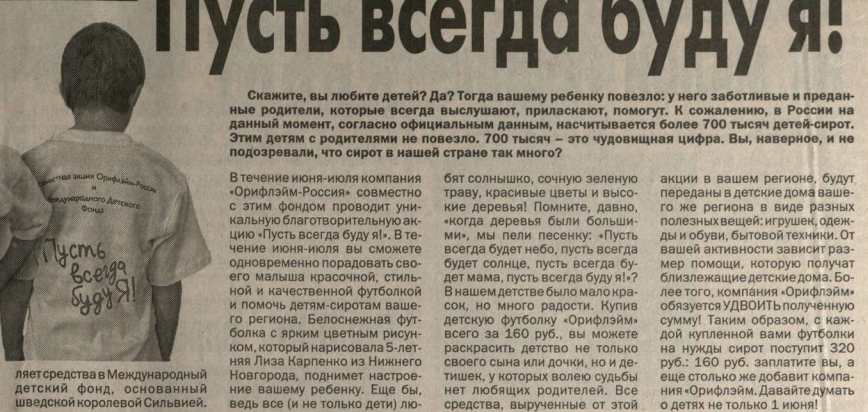 Пусть всегда буду я!
Скажите, вы любите детей? Да? Тогда вашему ребенку повезло: у него заботливые и предан-
ные родители, которые всегда выслушают, приласкают, помогут. К сожалению, в России на
данный момент, согласно официальным данным, насчитывается более 700 тысяч детей-сирот.
Этим детям с родителями не повезло. 700 тысяч – это чудовищная цифра. Вы, наверное, и не
подозревали, что сирот в нашей стране так много?
акция Орифлэйм-Россия
и
Международного Детского
Фонда
Пусть
всегда
буду Я!
ляет средства в Международный
детский фонд, основанный
шведской королевой Сильвией.
В течение июня-июля компания
«Орифлэйм-Россия» совместно
с этим фондом проводит уни-
кальную благотворительную ак-
цию «Пусть всегда буду я!». В те-
чение июня-июля вы сможете
одновременно порадовать сво-
его малыша красочной, стиль-
ной и качественной футболкой
и помочь детям-сиротам ваше-
го региона. Белоснежная фут-
болка с ярким цветным рисун-
ком, который нарисовала 5-лет-
няя Лиза Карпенко из Нижнего
Новгорода, поднимет настрое-
ние вашему ребенку. Еще бы,
ведь все (и не только дети) лю-
бят солнышко, сочную зеленую
траву, красивые цветы и высо-
кие деревья! Помните, давно,
«когда деревья были больши-
ми», мы пели песенку: «Пусть
всегда будет небо, пусть всегда
будет солнце, пусть всегда бу-
дет мама, пусть всегда буду я!»?
В нашем детстве было мало кра-
сок, но много радости. Купив
детскую футболку «Орифлэйм»
всего за 160 руб., вы можете
раскрасить детство не только
своего сына или дочки, но и де-
тишек, у которых волею судьбы
нет любящих родителей. Все
средства, вырученные от этой
акции в вашем регионе, будут
переданы в детские дома ваше-
го же региона в виде разных
полезных вещей: игрушек, одеж-
ды и обуви, бытовой техники. От
вашей активности зависит раз-
мер помощи, которую получат
близлежащие детские дома. Бо-
лее того, компания «Орифлэйм»
обязуется УДВОИТЬ полученную
сумму! Таким образом, с каж-
дой купленной вами футболки
на нужды сирот поступит 320
руб.: 160 руб. заплатите вы, а
еще столько же добавит компа-
ния «Орифлэйм. Давайте думать
о детях не только 1 июня!